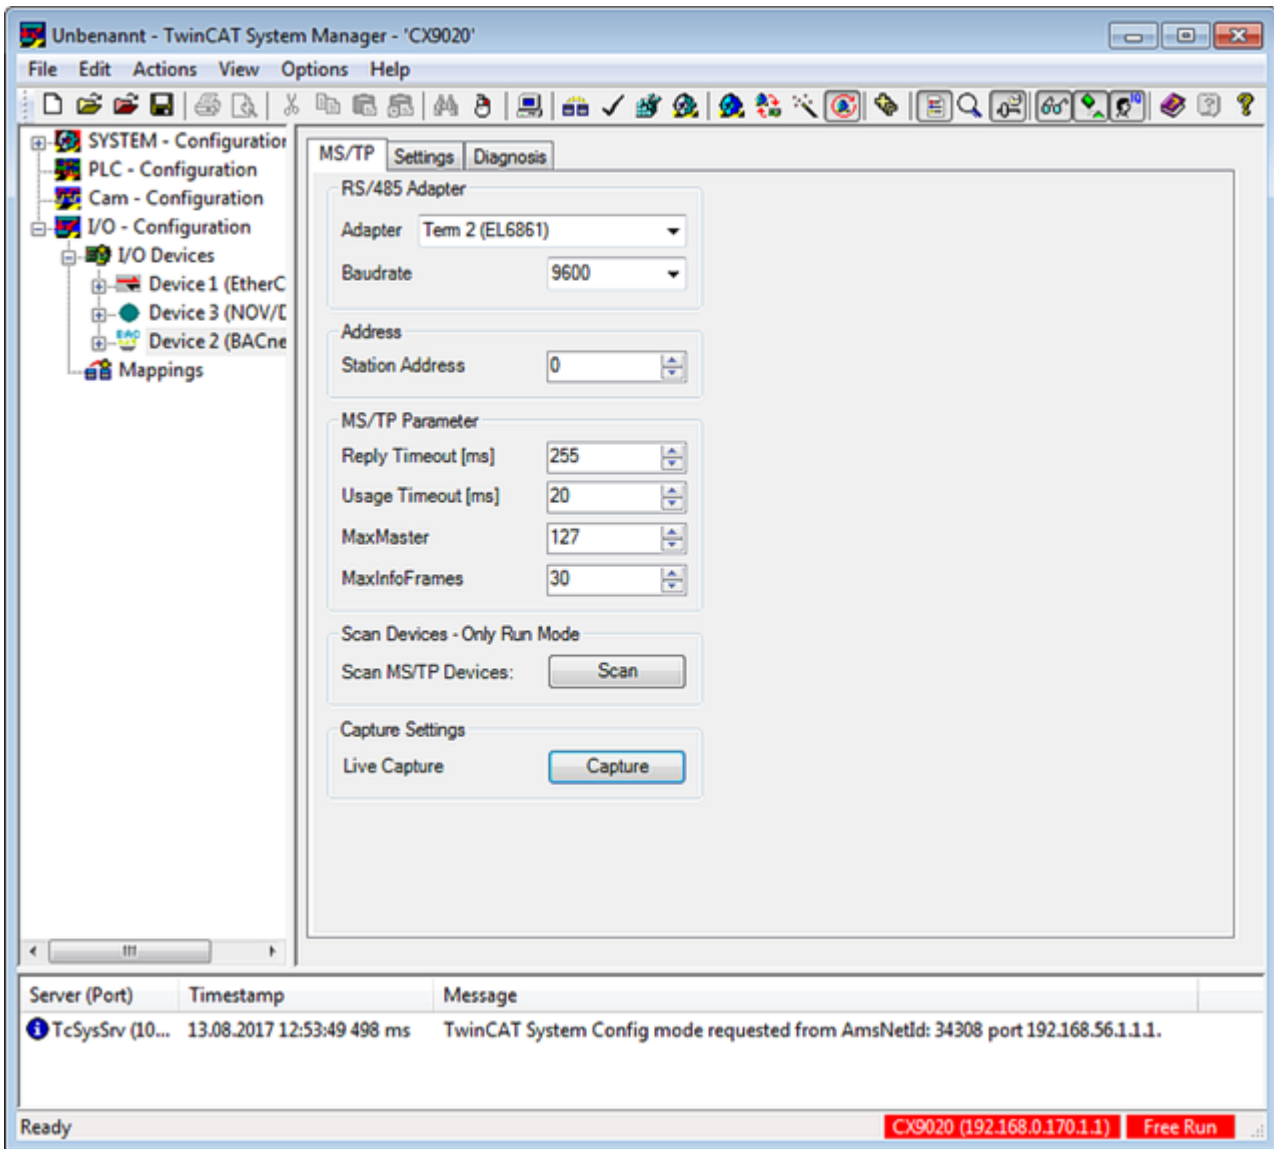 Unbenannt - TwinCAT System Manager - 'CX9020'
File Edit Actions View Options Help
SYSTEM - Configuration
PLC - Configuration
Cam - Configuration
I/O - Configuration
I/O Devices
Device 1 (EtherC
Device 3 (NOV/D
Device 2 (BACne
Mappings
MS/TP Settings Diagnosis
RS/485 Adapter
Adapter Term 2 (EL6861)
Baudrate 9600
Address
Station Address 0
MS/TP Parameter
Reply Timeout [ms] 255
Usage Timeout [ms] 20
MaxMaster 127
MaxInfoFrames 30
Scan Devices - Only Run Mode
Scan MS/TP Devices: Scan
Capture Settings
Live Capture Capture
Server (Port) Timestamp Message
TcSysSrv (10... 13.08.2017 12:53:49 498 ms TwinCAT System Config mode requested from AmsNetId: 34308 port 192.168.56.1.1.1.
Ready CX9020 (192.168.0.170.1.1) Free Run